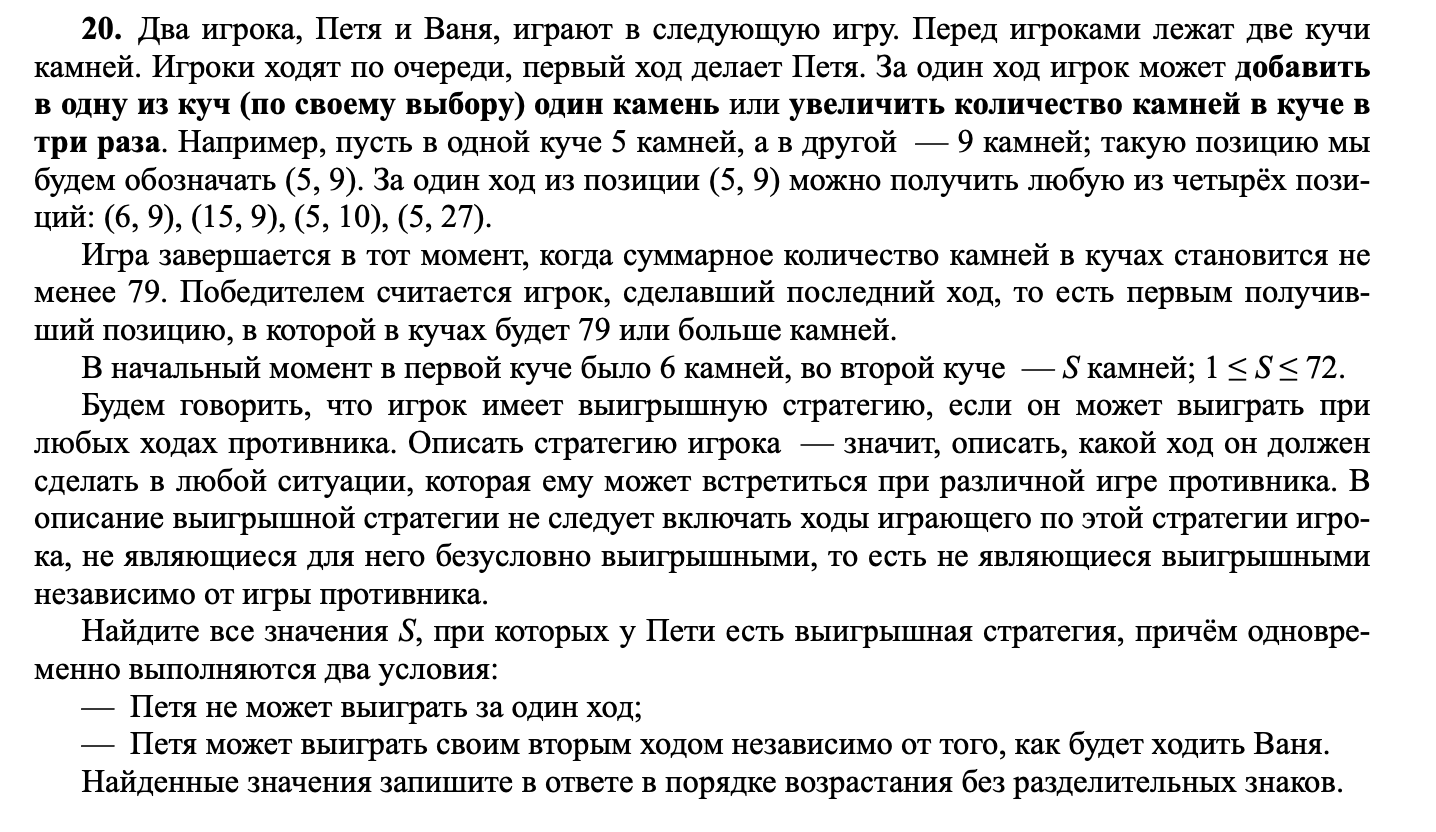 20. Два игрока, Петя и Ваня, играют в следующую игру. Перед игроками лежат две кучи
камней. Игроки ходят по очереди, первый ход делает Петя. За один ход игрок может добавить
в одну из куч (по своему выбору) один камень или увеличить количество камней в куче в
три раза. Например, пусть в одной куче 5 камней, а в другой — 9 камней; такую позицию мы
будем обозначать (5, 9). За один ход из позиции (5, 9) можно получить любую из четырёх пози-
ций: (6, 9), (15, 9), (5, 10), (5, 27).
Игра завершается в тот момент, когда суммарное количество камней в кучах становится не
менее 79. Победителем считается игрок, сделавший последний ход, то есть первым получив-
ший позицию, в которой в кучах будет 79 или больше камней.
В начальный момент в первой куче было 6 камней, во второй куче — S камней; 1 ≤ S ≤ 72.
Будем говорить, что игрок имеет выигрышную стратегию, если он может выиграть при
любых ходах противника. Описать стратегию игрока — значит, описать, какой ход он должен
сделать в любой ситуации, которая ему может встретиться при различной игре противника. В
описание выигрышной стратегии не следует включать ходы играющего по этой стратегии игро-
ка, не являющиеся для него безусловно выигрышными, то есть не являющиеся выигрышными
независимо от игры противника.
Найдите все значения S, при которых у Пети есть выигрышная стратегия, причём одновре-
менно выполняются два условия:
— Петя не может выиграть за один ход;
— Петя может выиграть своим вторым ходом независимо от того, как будет ходить Ваня.
Найденные значения запишите в ответе в порядке возрастания без разделительных знаков.